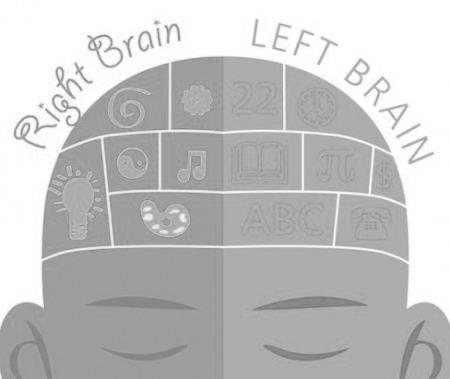 Right Brain
LEFT BRAIN
22
π
$
ABC